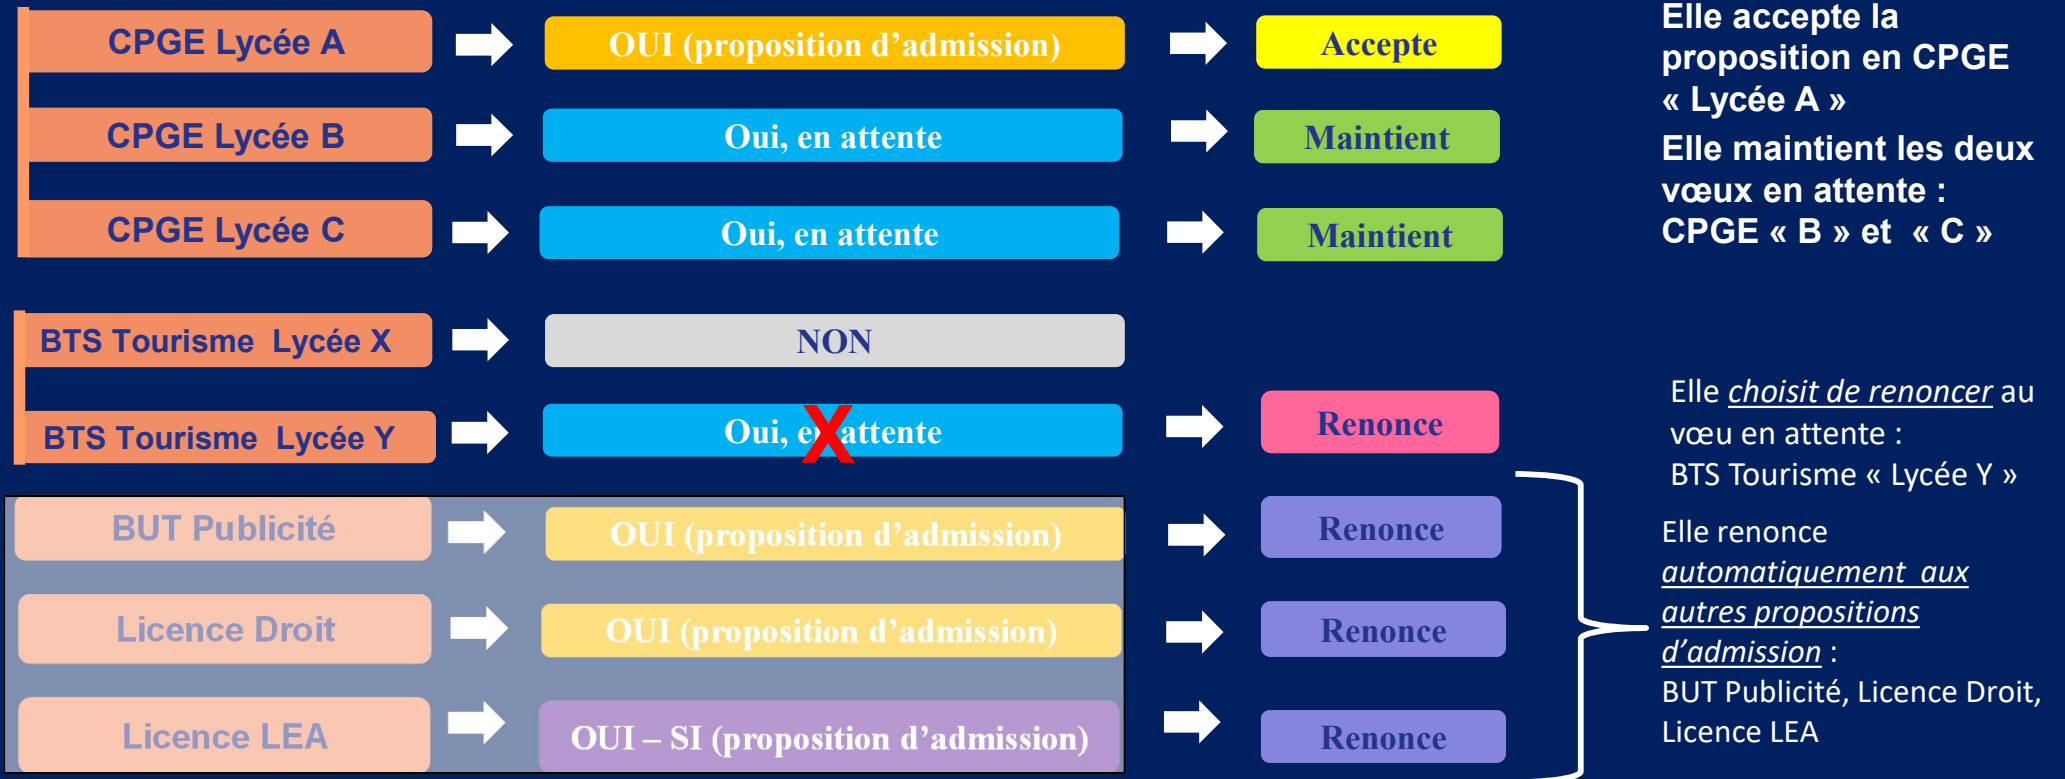 CPGE Lycée A
OUI (proposition d’admission)
Accepte
CPGE Lycée B
Oui, en attente
Maintient
CPGE Lycée C
Oui, en attente
Maintient
Elle accepte la
proposition en CPGE
« Lycée A »
Elle maintient les deux
vœux en attente :
CPGE « B » et « C »
BTS Tourisme Lycée X
NON
BTS Tourisme Lycée Y
Oui, en attente
X
Renonce
Elle choisit de renoncer au
vœu en attente :
BTS Tourisme « Lycée Y »
BUT Publicité
OUI (proposition d’admission)
Renonce
Licence Droit
OUI (proposition d’admission)
Renonce
Licence LEA
OUI – SI (proposition d’admission)
Renonce
Elle renonce
automatiquement aux
autres propositions
d’admission :
BUT Publicité, Licence Droit,
Licence LEA